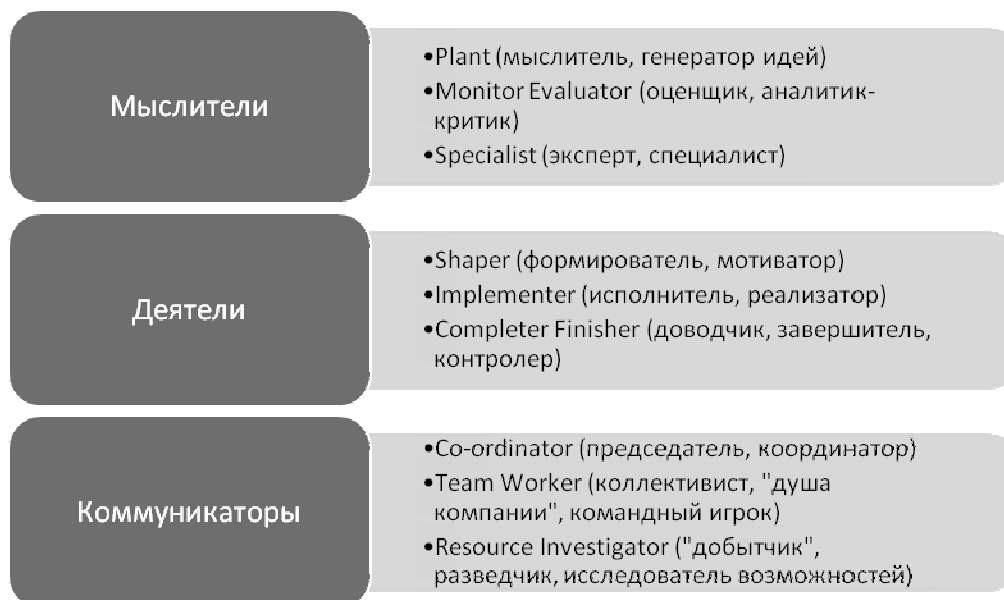 Мыслители
•Plant (мыслитель, генератор идей)
•Monitor Evaluator (оценщик, аналитик-
критик)
•Specialist (эксперт, специалист)
Деятели
•Shaper (формирователь, мотиватор)
•Implementer (исполнитель, реализатор)
•Completer Finisher (доводчик, завершитель,
контролер)
Коммуникаторы
•Co-ordinator (председатель, координатор)
•Team Worker (коллективист, "душа
компании", командный игрок)
•Resource Investigator ("добытчик",
разведчик, исследователь возможностей)